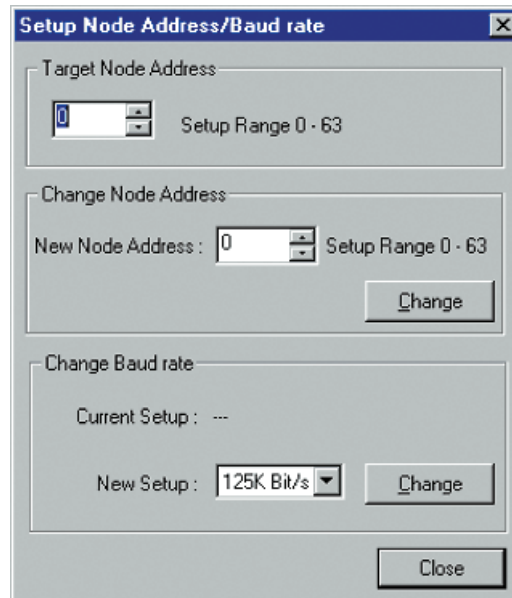 Setup Node Address/Baud rate
Target Node Address
0 Setup Range 0 - 63
Change Node Address
New Node Address : 0 Setup Range 0 - 63
Change
Change Baud rate
Current Setup : ---
New Setup : 125K Bit/s Change
Close